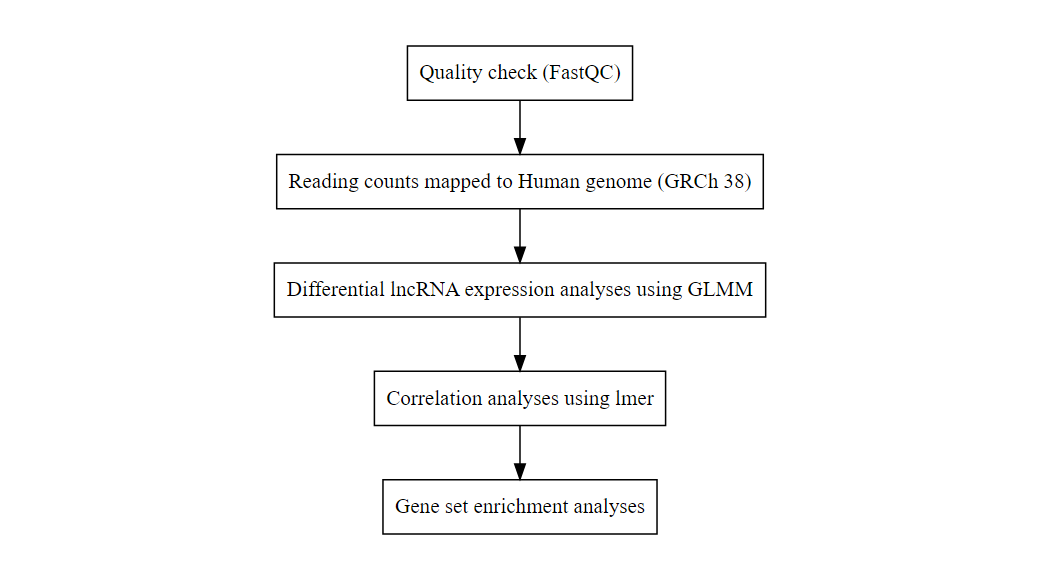 Quality check (FastQC)
Reading counts mapped to Human genome (GRCh 38)
Differential lncRNA expression analyses using GLMM
Correlation analyses using lmer
Gene set enrichment analyses